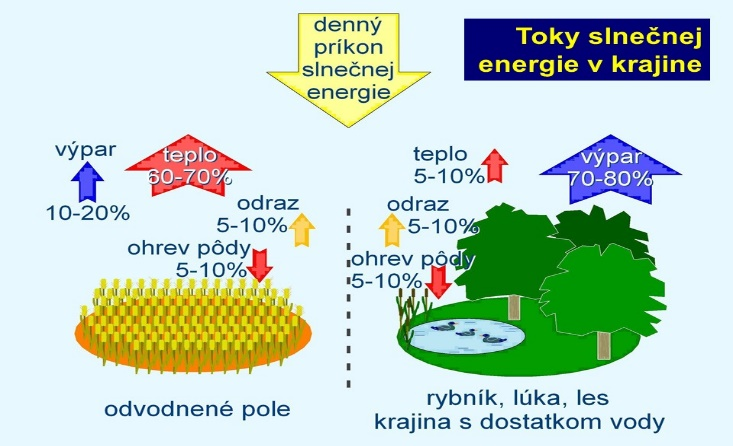 Toky slnečnej
energie v krajine
denný
príkon
slnečnej
energie
výpar
10-20%
teplo
60-70%
odraz
5-10%
ohrev pôdy
5-10%
odvodnené pole
teplo
5-10%
výpar
70-80%
odraz
5-10%
ohrev pôdy
5-10%
rybník, lúka, les
krajina s dostatkom vody